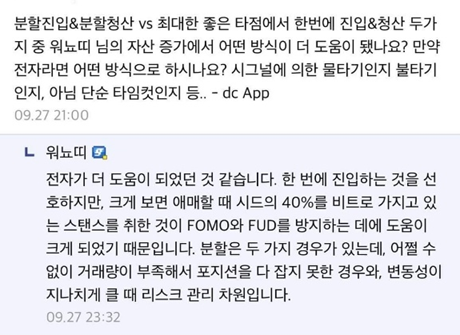 분할진입&분할청산 vs 최대한 좋은 타점에서 한번에 진입&청산 두가
지 중 워뇨띠 님의 자산 증가에서 어떤 방식이 더 도움이 됐나요? 만약
전자라면 어떤 방식으로 하시나요? 시그널에 의한 물타기인지 불타기
인지, 아님 단순 타임컷인지 등.. - dc App
09.27 21:00
워뇨띠
전자가 더 도움이 되었던 것 같습니다. 한 번에 진입하는 것을 선
호하지만, 크게 보면 애매할 때 시드의 40%를 비트로 가지고 있
는 스탠스를 취한 것이 FOMO와 FUD를 방지하는 데에 도움이
크게 되었기 때문입니다. 분할은 두 가지 경우가 있는데, 어쩔 수
없이 거래량이 부족해서 포지션을 다 잡지 못한 경우와, 변동성이
지나치게 클 때 리스크 관리 차원입니다.
09.27 23:32